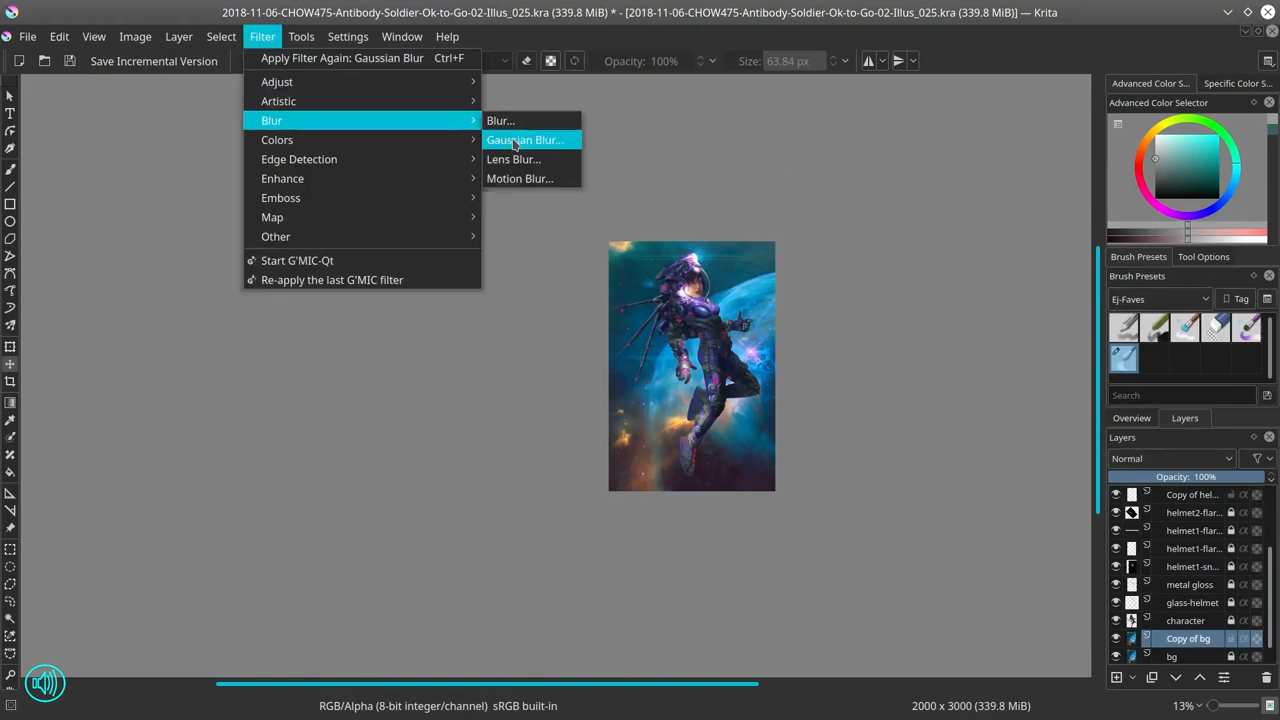 2018-11-06-CHOW475-Antibody-Soldier-Ok-to-Go-02-Illus_025.kra (339.8 MiB) * - [2018-11-06-CHOW475-Antibody-Soldier-Ok-to-Go-02-Illus_025.kra (339.8 MiB)] — Krita
File Edit View Image Layer Select Filter Tools Settings Window Help
Save Incremental Version
Opacity: 100%
Size: 63.84 px
Apply Filter Again: Gaussian Blur Ctrl+F
Adjust
Artistic
Blur
Colors
Edge Detection
Enhance
Emboss
Map
Other
Start G'MIC-Qt
Re-apply the last G'MIC filter
Blur...
Gaussian Blur...
Lens Blur...
Motion Blur...
Advanced Color S... Specific Color S...
Advanced Color Selector
Brush Presets Tool Options
Brush Presets
Ej-Faves
Tag
Search
Overview Layers
Layers
Normal
Opacity: 100%
Copy of hel...
helmet2-flar...
helmet1-flar...
helmet1-flar...
helmet1-sn...
metal gloss
glass-helmet
character
Copy of bg
bg
RGB/Alpha (8-bit integer/channel) sRGB built-in
2000 x 3000 (339.8 MiB)
13%